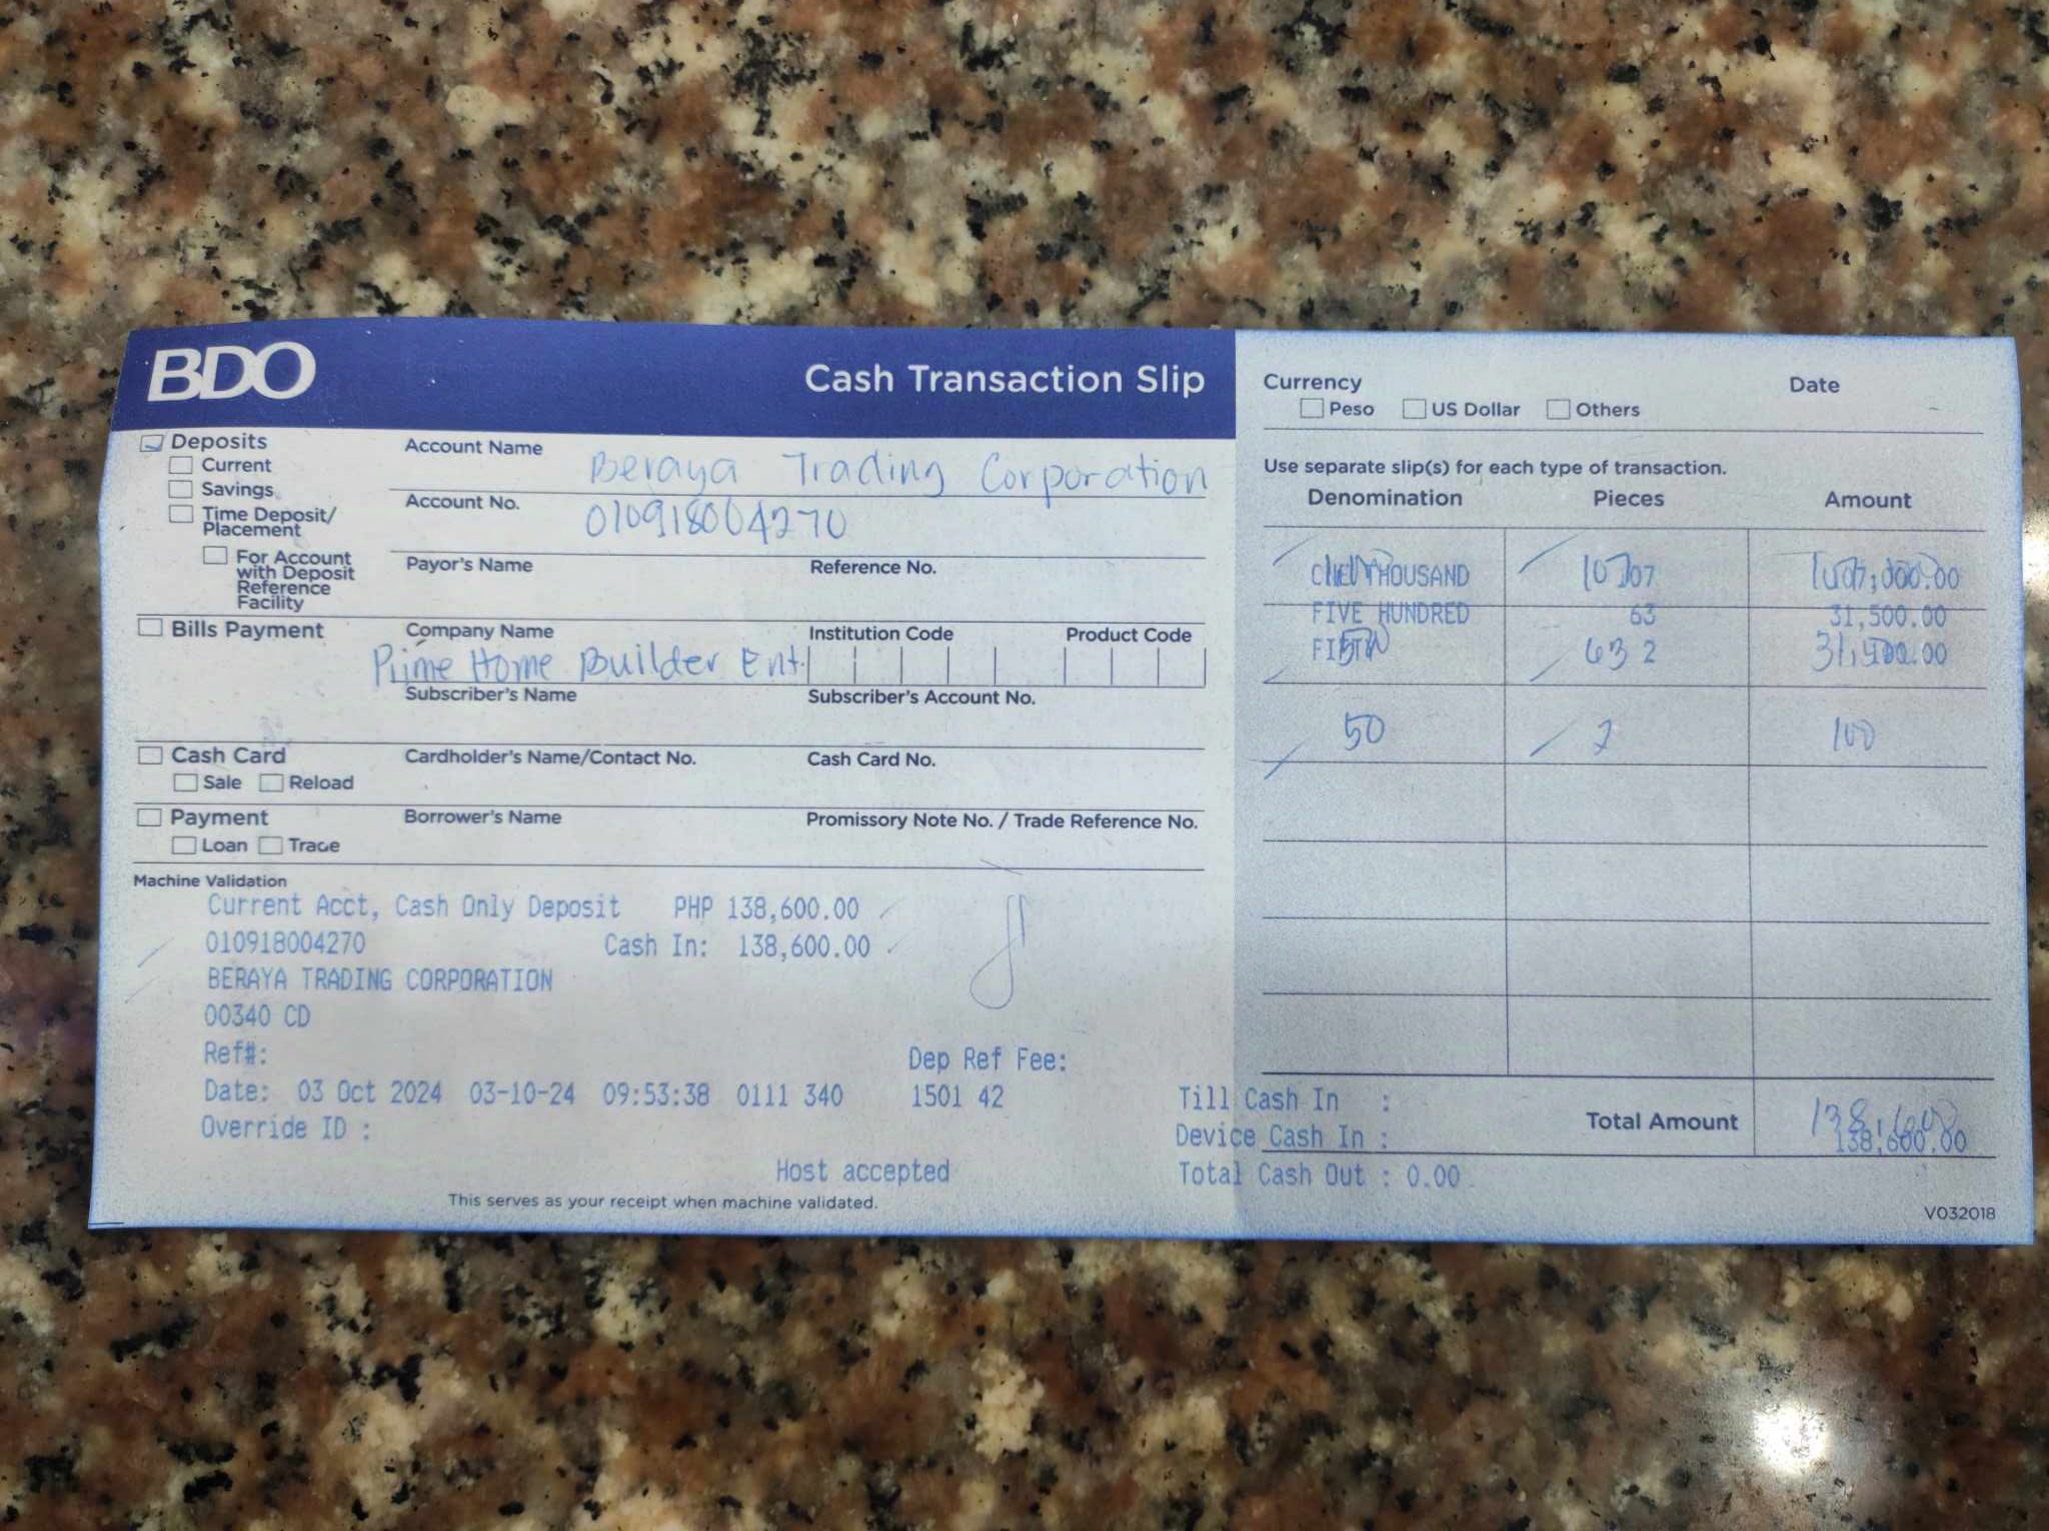 BDO
Cash Transaction Slip
Deposits
Current
Savings
Time Deposit/
Placement
For Account
with Deposit
Reference
Facility
Account Name
Beraya Trading Corporation
Account No.
010918004270
Payor's Name Reference No.
Bills Payment
Company Name Institution Code Product Code
Prime Home Builder Ent.
Subscriber's Name Subscriber's Account No.
Cash Card
Sale Reload
Cardholder's Name/Contact No. Cash Card No.
Payment
Loan Trace
Borrower's Name Promissory Note No. / Trade Reference No.
Machine Validation
Current Acct, Cash Only Deposit PHP 138,600.00
010918004270 Cash In: 138,600.00
BERAYA TRADING CORPORATION
00340 CD
Ref#: Dep Ref Fee:
Date: 03 Oct 2024 03-10-24 09:53:38 0111 340 1501 42
Override ID :
Host accepted
This serves as your receipt when machine validated.
Currency Date
Peso US Dollar Others
Use separate slip(s) for each type of transaction.
Denomination Pieces Amount
THOUSAND 107
FIVE HUNDRED 63 31,500.00
63 2
50 2 100
Till Cash In :
Device Cash In :
Total Cash Out : 0.00
Total Amount 138,600
138,600.00
V032018